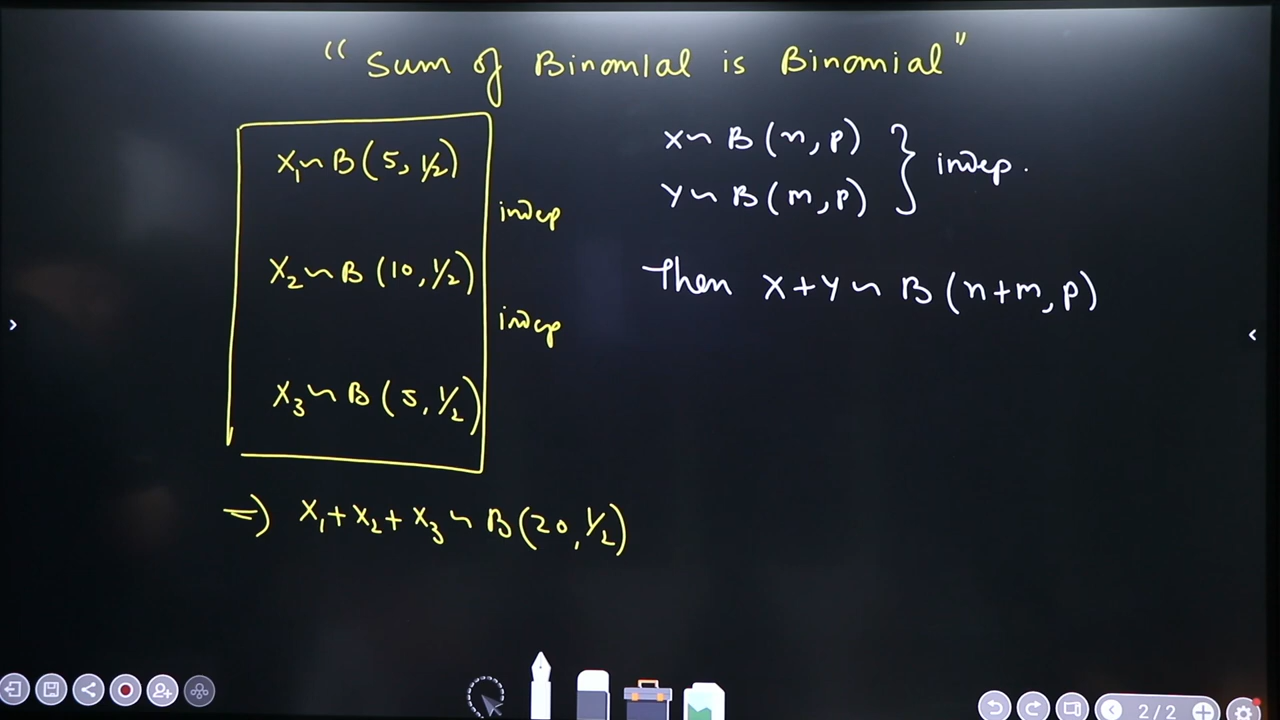 "Sum of Binomial is Binomial"
X₁ ~ B(5, 1/2)
indep
X₂ ~ B(10, 1/2)
indep
X₃ ~ B(5, 1/2)
=> X₁ + X₂ + X₃ ~ B(20, 1/2)
X ~ B(n, p)
Y ~ B(m, p)
} indep.
Then X+Y ~ B(n+m, p)
2/2